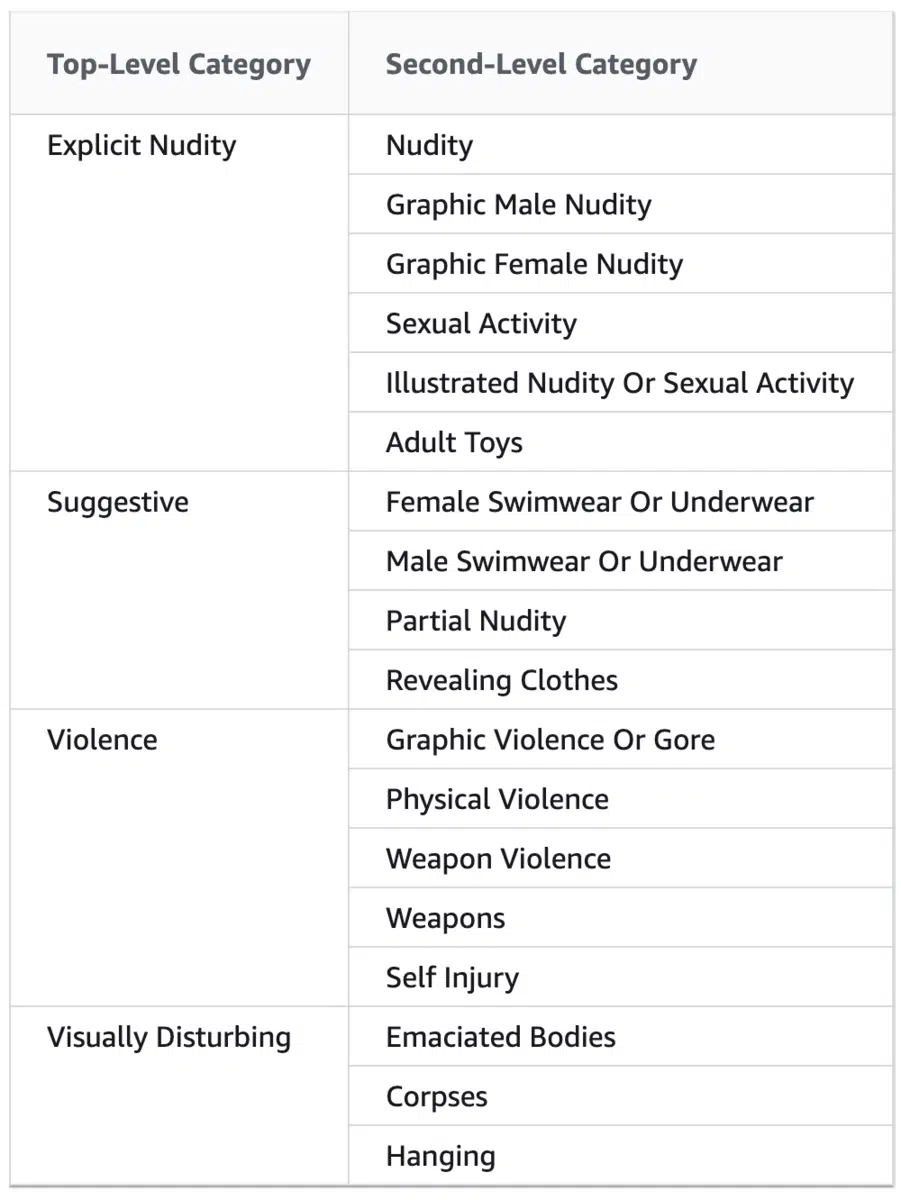 Top-Level Category Second-Level Category
Explicit Nudity Nudity
Graphic Male Nudity
Graphic Female Nudity
Sexual Activity
Illustrated Nudity Or Sexual Activity
Adult Toys
Suggestive Female Swimwear Or Underwear
Male Swimwear Or Underwear
Partial Nudity
Revealing Clothes
Violence Graphic Violence Or Gore
Physical Violence
Weapon Violence
Weapons
Self Injury
Visually Disturbing Emaciated Bodies
Corpses
Hanging